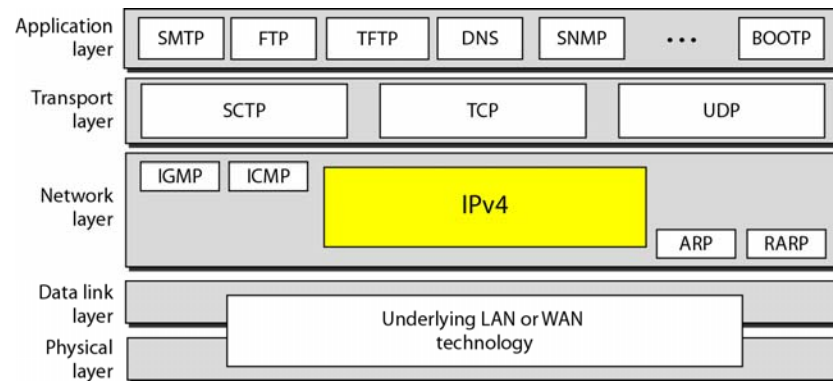 Application
layer
SMTP
FTP
TFTP
DNS
SNMP
...
BOOTP
Transport
layer
SCTP
TCP
UDP
Network
layer
IGMP
ICMP
IPv4
ARP
RARP
Data link
layer
Physical
layer
Underlying LAN or WAN
technology